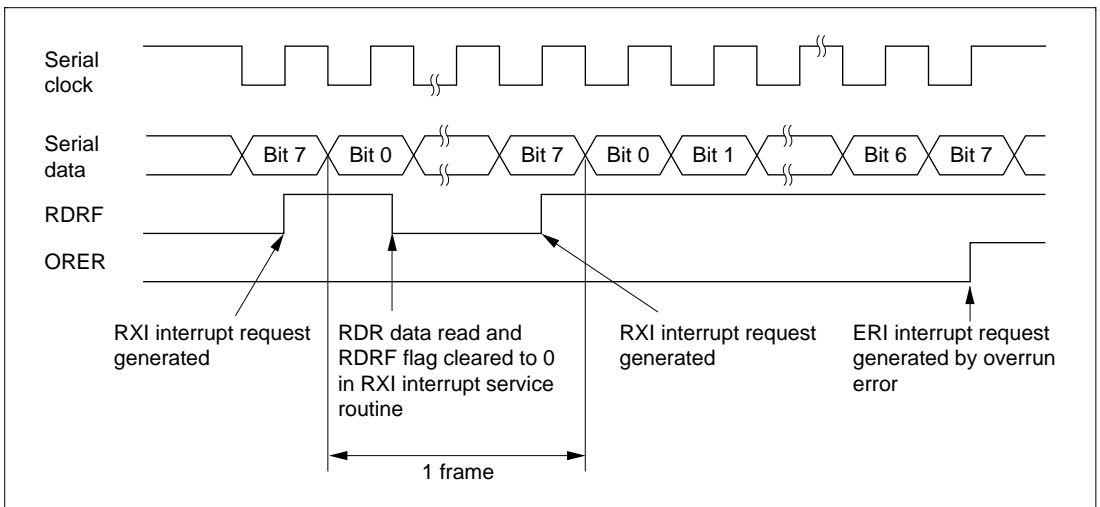 Serial
clock
Serial
data
Bit 7
Bit 0
Bit 7
Bit 0
Bit 1
Bit 6
Bit 7
RDRF
ORER
RXI interrupt request
generated
RDR data read and
RDRF flag cleared to 0
in RXI interrupt service
routine
RXI interrupt request
generated
ERI interrupt request
generated by overrun
error
1 frame